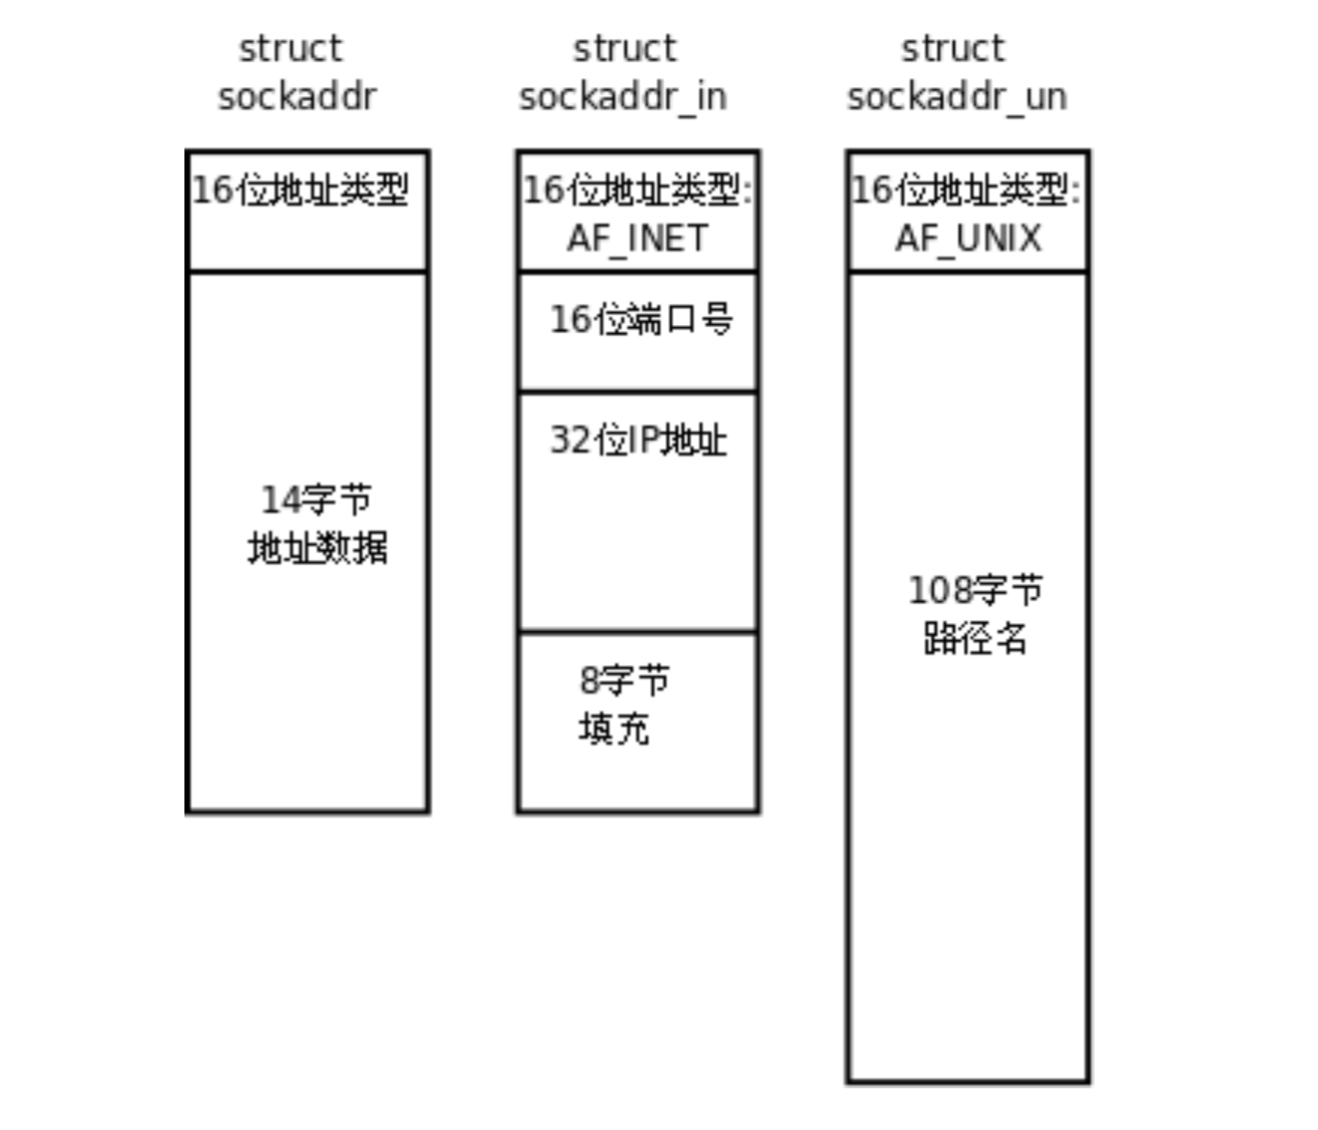 struct
sockaddr
16位地址类型
14字节
地址数据
struct
sockaddr_in
16位地址类型:
AF_INET
16位端口号
32位IP地址
8字节
填充
struct
sockaddr_un
16位地址类型:
AF_UNIX
108字节
路径名